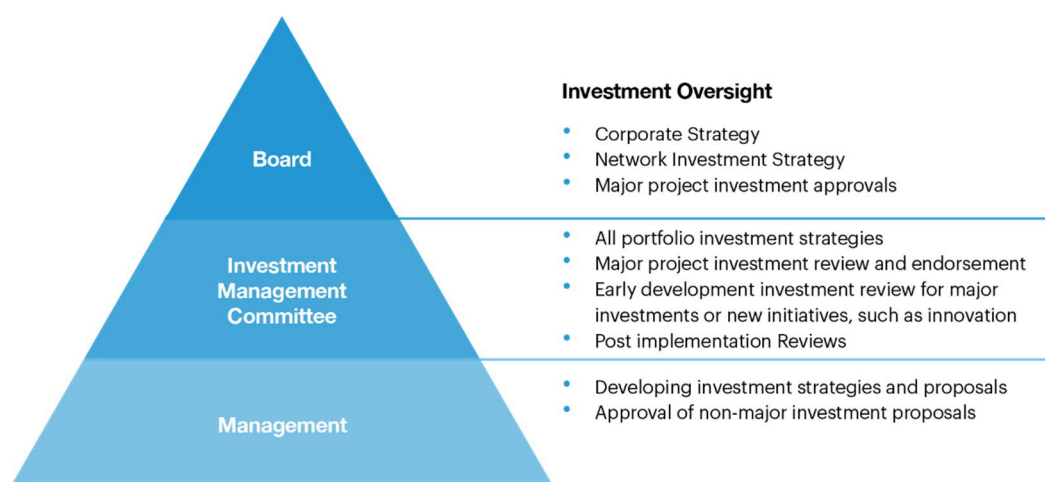 Investment Oversight
Board
• Corporate Strategy
• Network Investment Strategy
• Major project investment approvals
Investment
Management
Committee
• All portfolio investment strategies
• Major project investment review and endorsement
• Early development investment review for major
investments or new initiatives, such as innovation
• Post implementation Reviews
Management
• Developing investment strategies and proposals
• Approval of non-major investment proposals